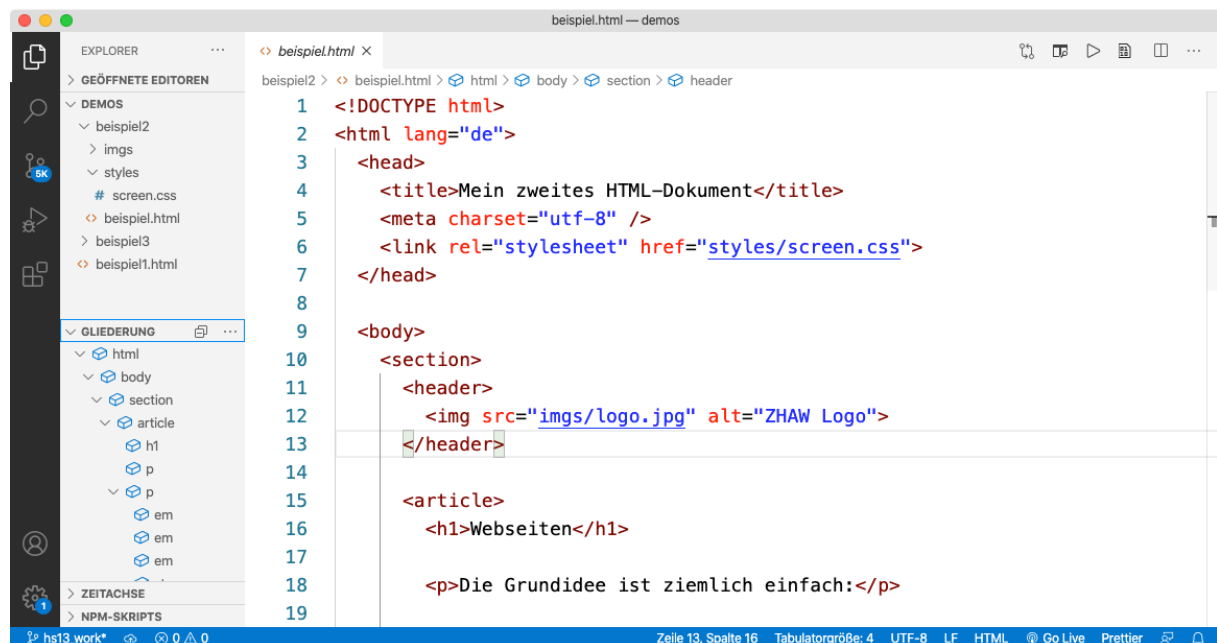 beispiel.html — demos
EXPLORER
GEÖFFNETE EDITOREN
DEMOS
beispiel2
imgs
styles
# screen.css
beispiel.html
beispiel3
beispiel1.html
GLIEDERUNG
html
body
section
article
h1
p
p
em
em
em
ZEITACHSE
NPM-SKRIPTS
5K
1
<> beispiel.html ×
beispiel2 > <> beispiel.html > html > body > section > header
1 <!DOCTYPE html>
2 <html lang="de">
3 <head>
4 <title>Mein zweites HTML-Dokument</title>
5 <meta charset="utf-8" />
6 <link rel="stylesheet" href="styles/screen.css">
7 </head>
8
9 <body>
10 <section>
11 <header>
12 <img src="imgs/logo.jpg" alt="ZHAW Logo">
13 </header>
14
15 <article>
16 <h1>Webseiten</h1>
17
18 <p>Die Grundidee ist ziemlich einfach:</p>
19
hs13 work* 0 0 Zeile 13, Spalte 16 Tabulatorgröße: 4 UTF-8 LF HTML Go Live Prettier